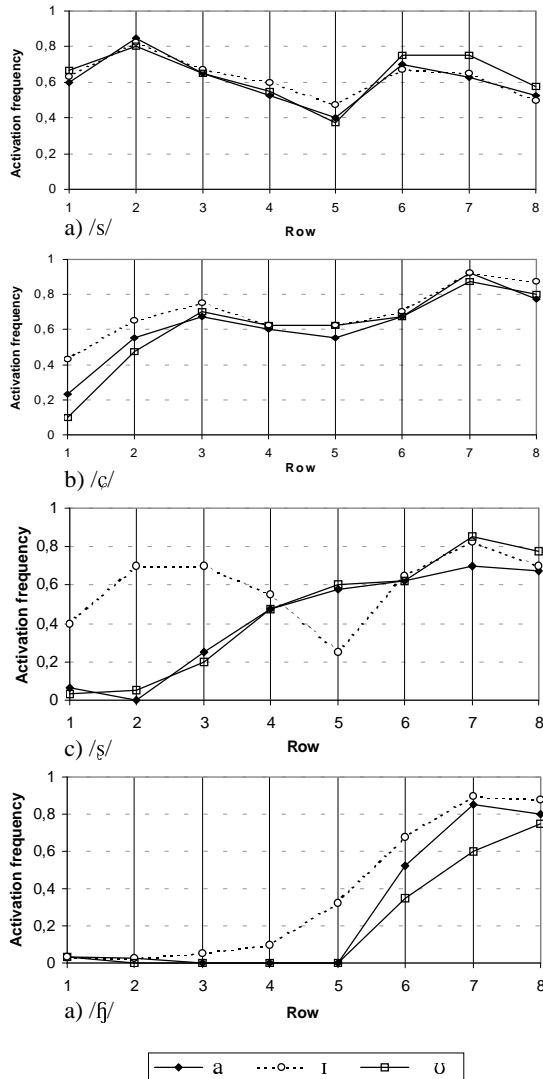 1
0,8
0,6
0,4
0,2
0
Activation frequency
1 2 3 4 5 6 7 8
Row
a) /s/
1
0,8
0,6
0,4
0,2
0
Activation frequency
1 2 3 4 5 6 7 8
Row
b) /ç/
1
0,8
0,6
0,4
0,2
0
Activation frequency
1 2 3 4 5 6 7 8
Row
c) /ʂ/
1
0,8
0,6
0,4
0,2
0
Activation frequency
1 2 3 4 5 6 7 8
Row
a) /ɧ/
a ɪ ʊ